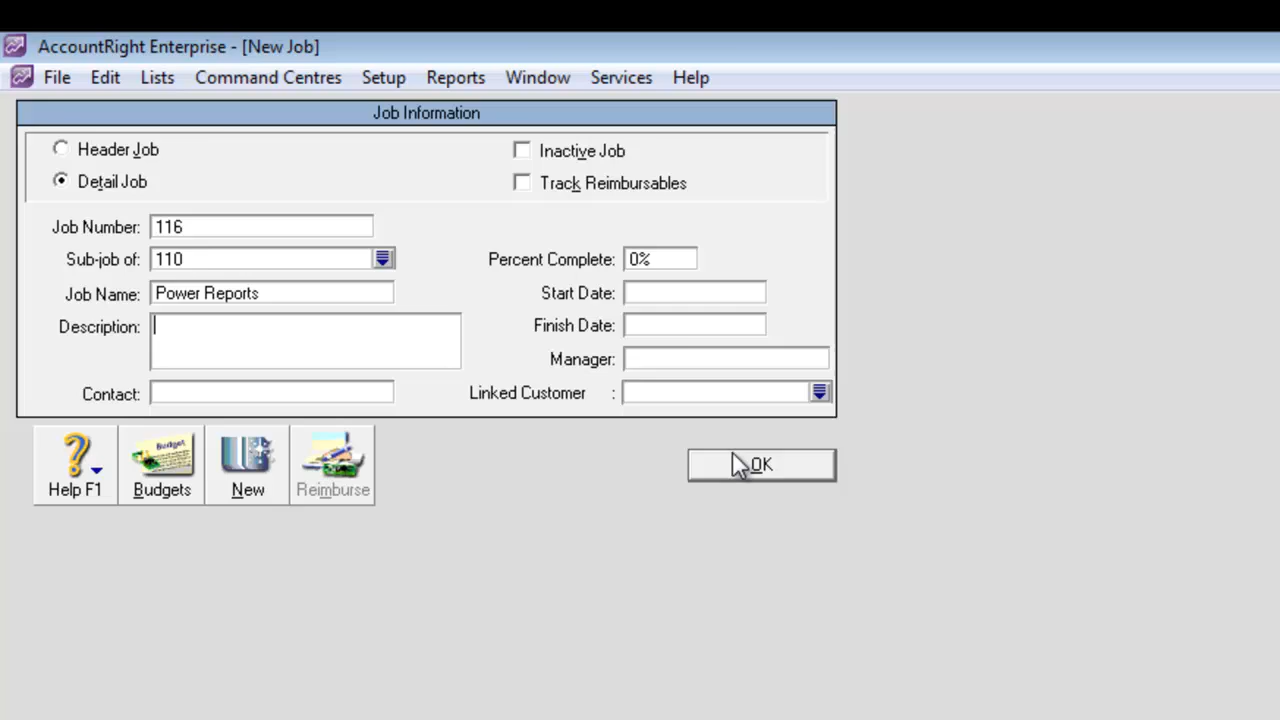 AccountRight Enterprise - [New Job]
File Edit Lists Command Centres Setup Reports Window Services Help
Job Information
Header Job
Inactive Job
Detail Job
Track Reimbursables
Job Number: 116
Sub-job of: 110
Percent Complete: 0%
Job Name: Power Reports
Start Date:
Description:
Finish Date:
Manager:
Contact:
Linked Customer :
Budget
Help F1 Budgets New Reimburse
OK